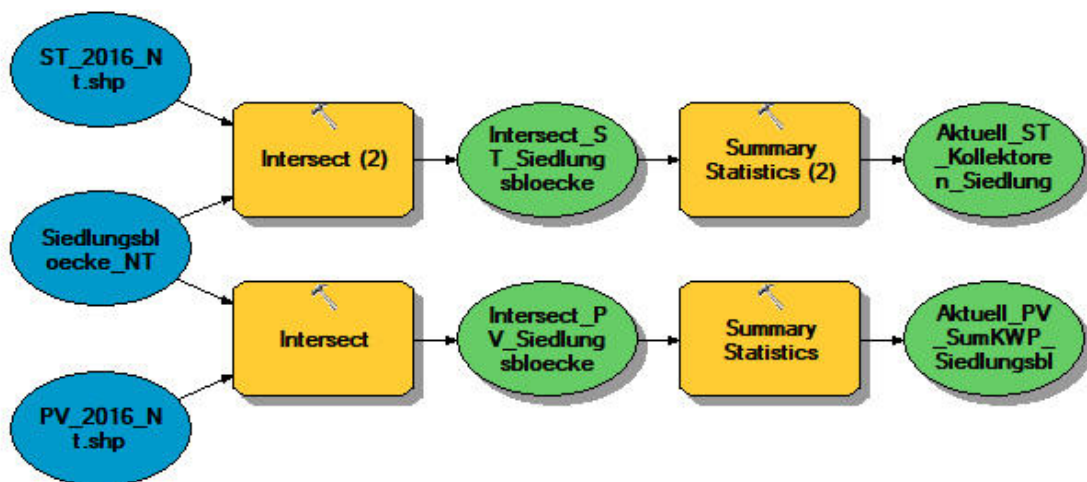 ST_2016_N
t.shp
Intersect (2)
Intersect_S
T_Siedlung
sbloecke
Summary
Statistics (2)
Aktuell_ST
_Kollektore
n_Siedlung
Siedlungsbl
oecke_NT
Intersect
Intersect_P
V_Siedlung
sbloecke
Summary
Statistics
Aktuell_PV
_SumKWP_
Siedlungsbl
PV_2016_N
t.shp